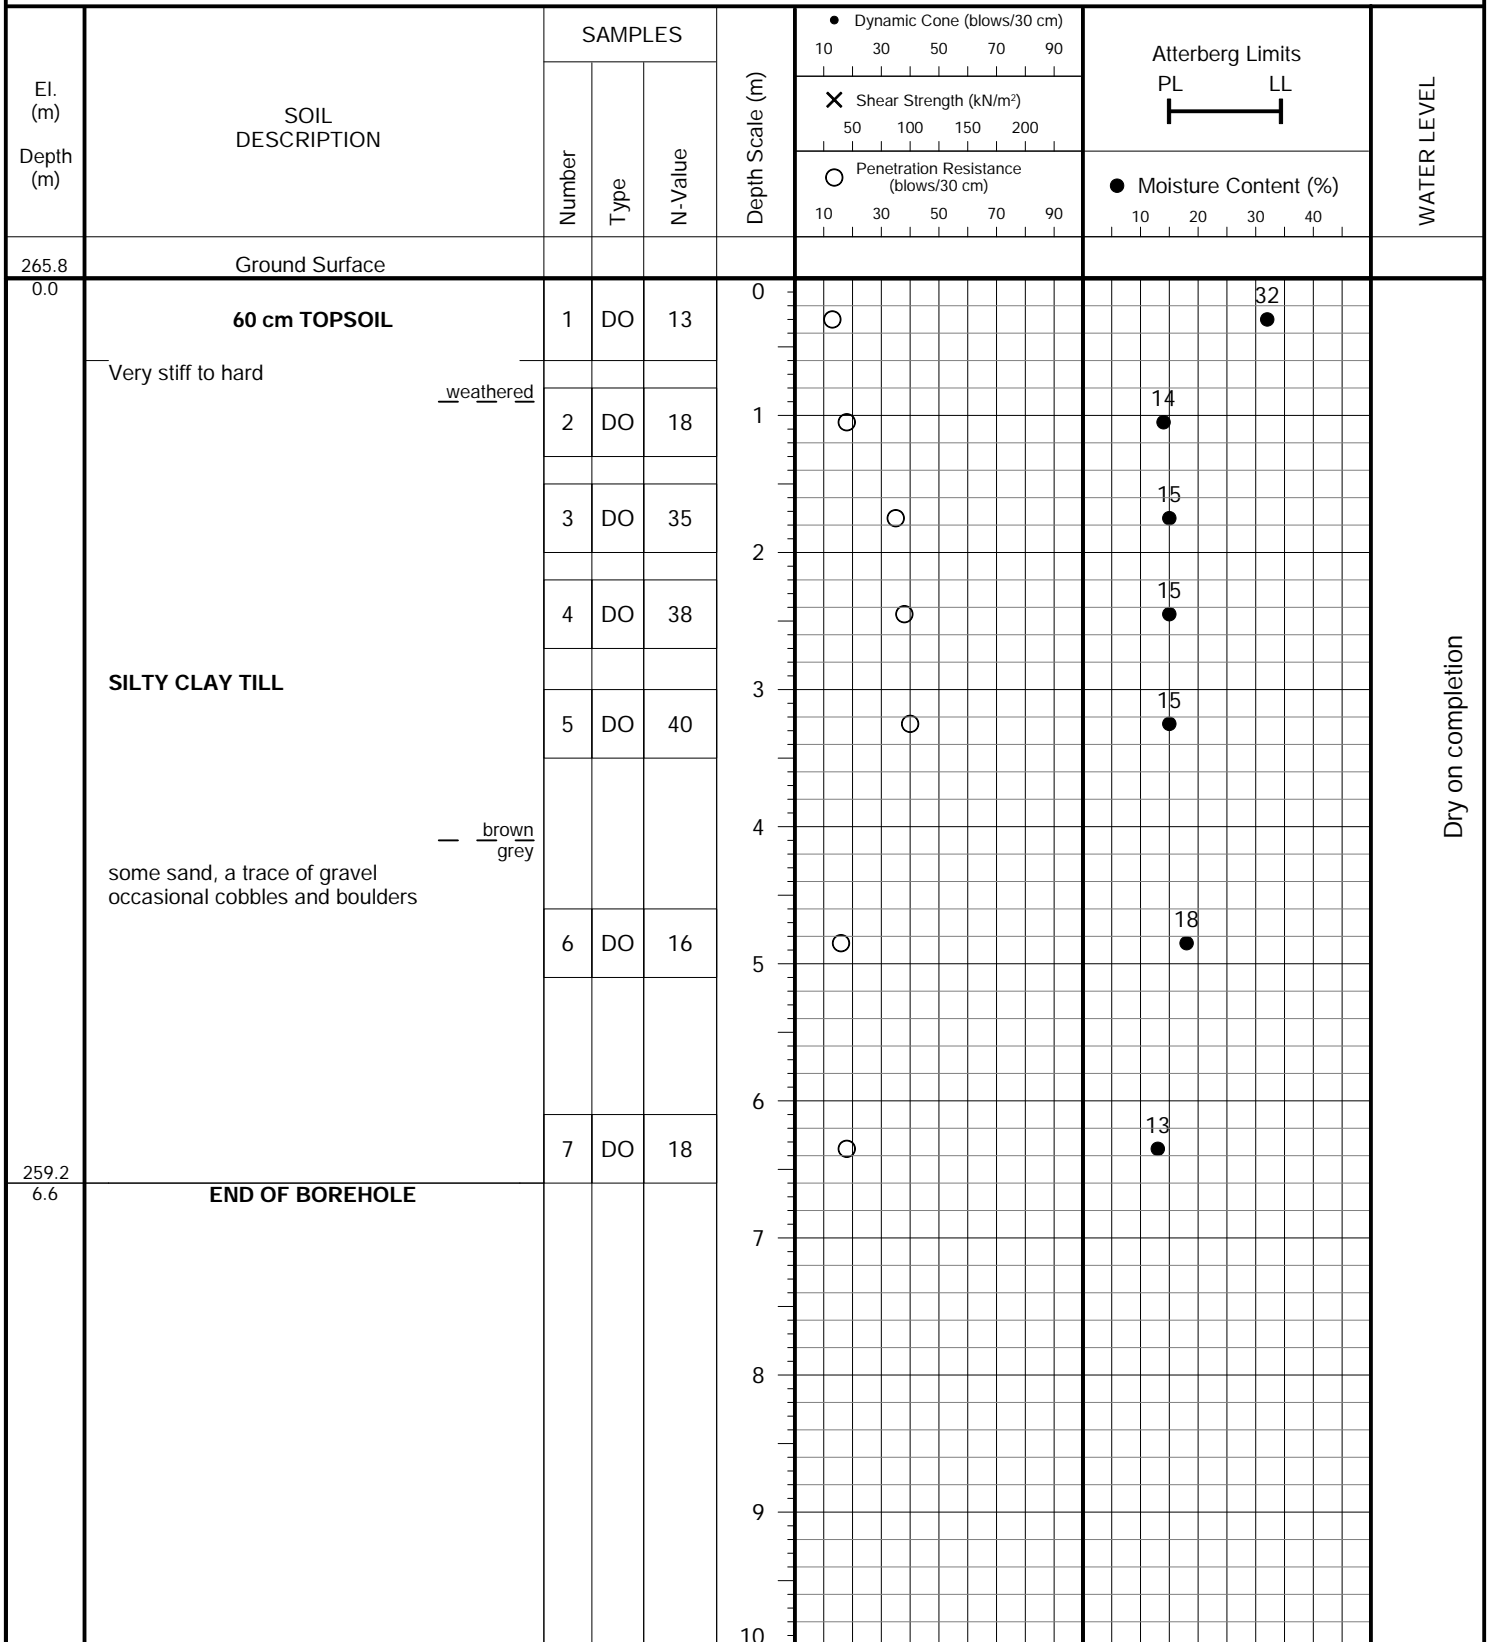 El.
(m)
Depth
(m)
SOIL
DESCRIPTION
SAMPLES
Number
Type
N-Value
Depth Scale (m)
● Dynamic Cone (blows/30 cm)
10 30 50 70 90
× Shear Strength (kN/m²)
50 100 150 200
○ Penetration Resistance
(blows/30 cm)
10 30 50 70 90
Atterberg Limits
PL LL
● Moisture Content (%)
10 20 30 40
WATER LEVEL
265.8 Ground Surface
0.0
0
32
60 cm TOPSOIL 1 DO 13
Very stiff to hard
weathered
14
1
2 DO 18
15
3 DO 35
2
15
4 DO 38
SILTY CLAY TILL
3
15
5 DO 40
4
brown
grey
some sand, a trace of gravel
occasional cobbles and boulders
18
6 DO 16
5
6
13
7 DO 18
259.2
6.6 END OF BOREHOLE
7
8
9
10
Dry on completion